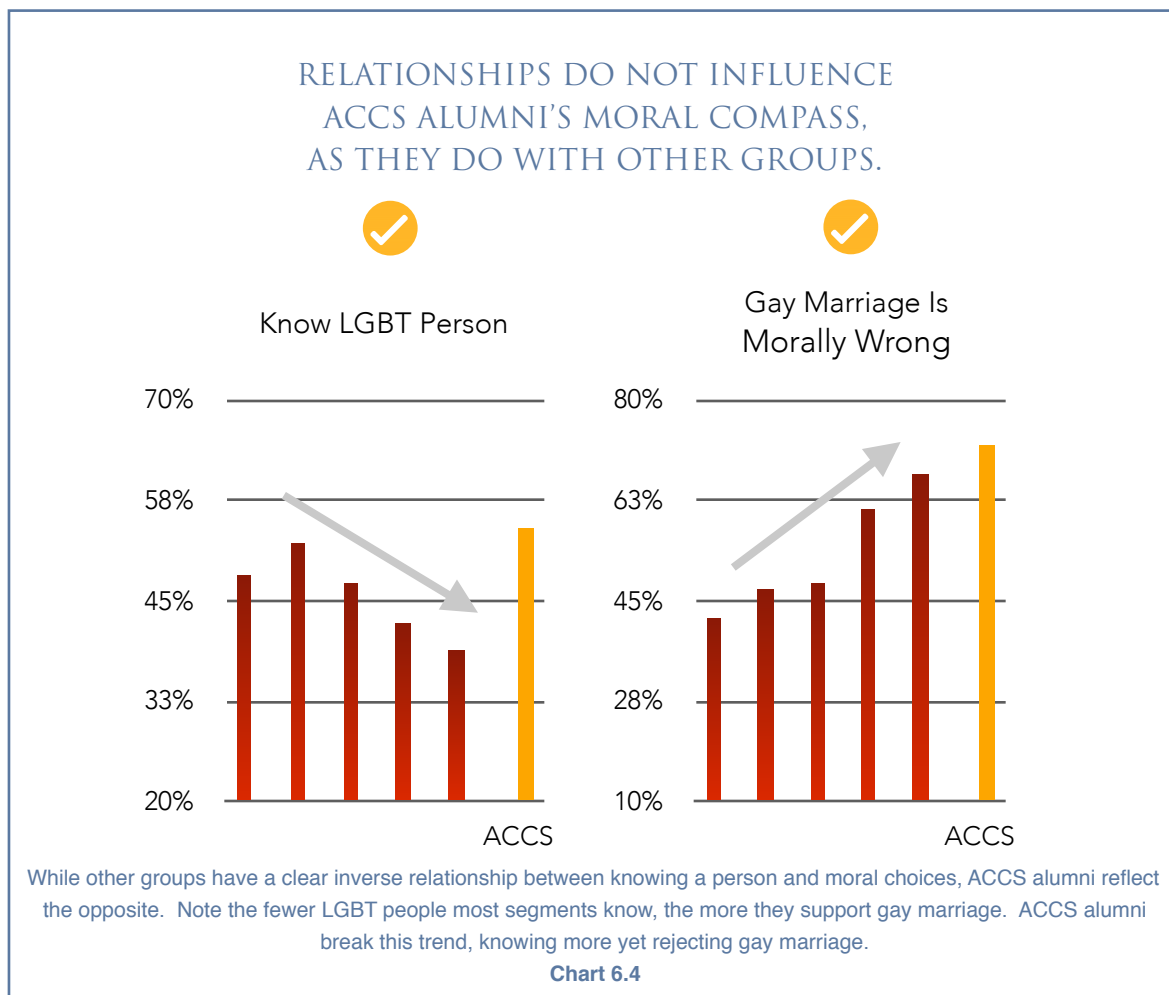 RELATIONSHIPS DO NOT INFLUENCE
ACCS ALUMNI’S MORAL COMPASS,
AS THEY DO WITH OTHER GROUPS.
Know LGBT Person
70%
58%
45%
33%
20%
ACCS
Gay Marriage Is
Morally Wrong
80%
63%
45%
28%
10%
ACCS
While other groups have a clear inverse relationship between knowing a person and moral choices, ACCS alumni reflect
the opposite.  Note the fewer LGBT people most segments know, the more they support gay marriage.  ACCS alumni
break this trend, knowing more yet rejecting gay marriage.
Chart 6.4